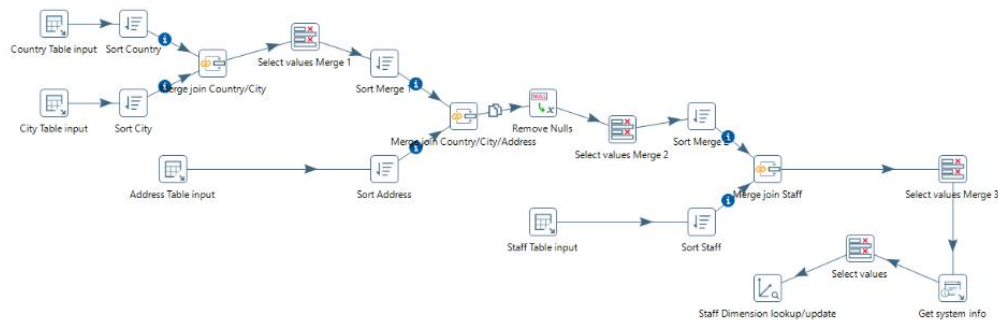 Country Table input
Sort Country
Select values Merge 1
Merge join Country/City
Sort Merge 1
City Table input
Sort City
NULL
Remove Nulls
Merge join Country/City/Address
Select values Merge 2
Sort Merge 2
Address Table input
Sort Address
Merge join Staff
Select values Merge 3
Staff Table input
Sort Staff
Select values
Staff Dimension lookup/update
Get system info